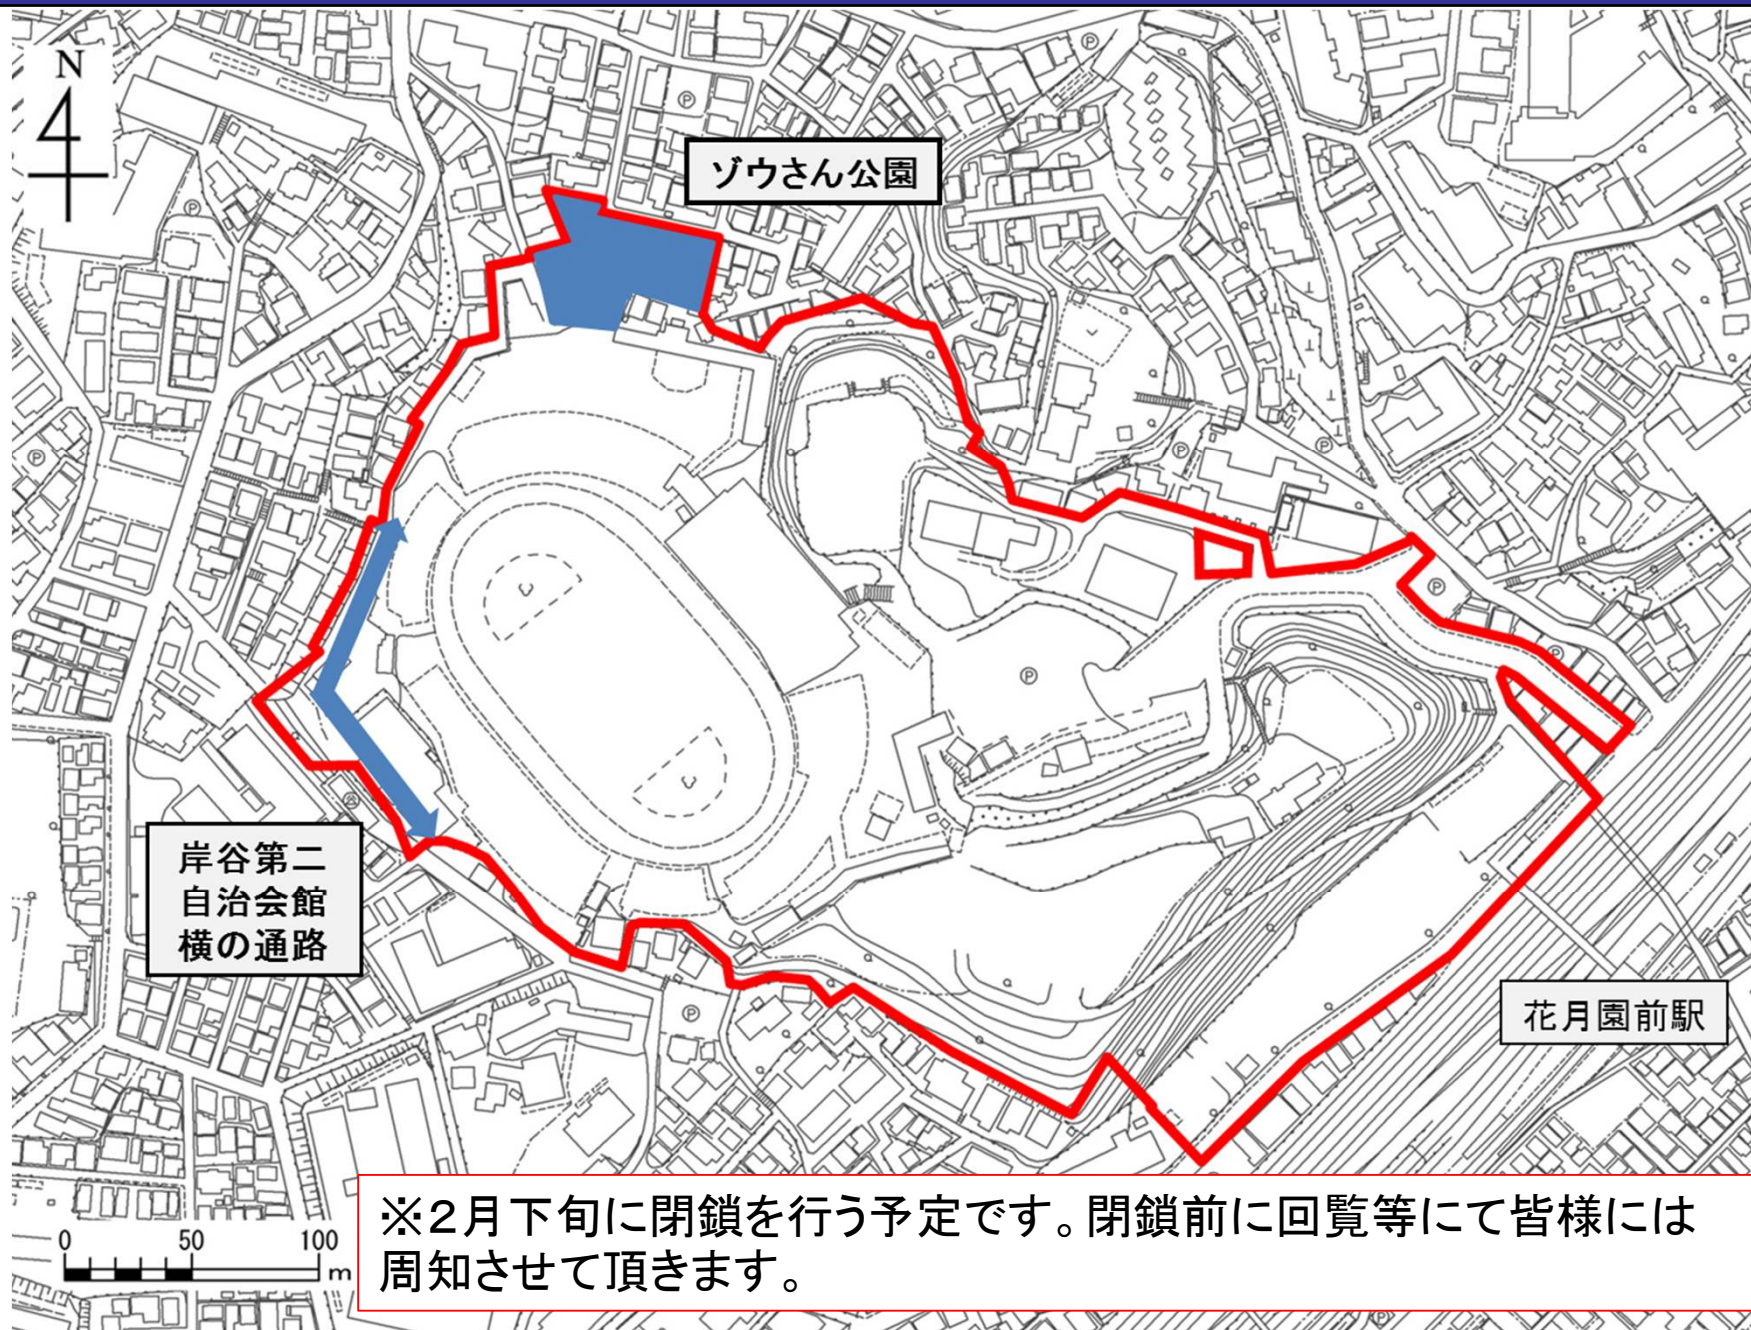 N
ゾウさん公園
岸谷第二
自治会館
横の通路
花月園前駅
※２月下旬に閉鎖を行う予定です。閉鎖前に回覧等にて皆様には
周知させて頂きます。
0 50 100
m